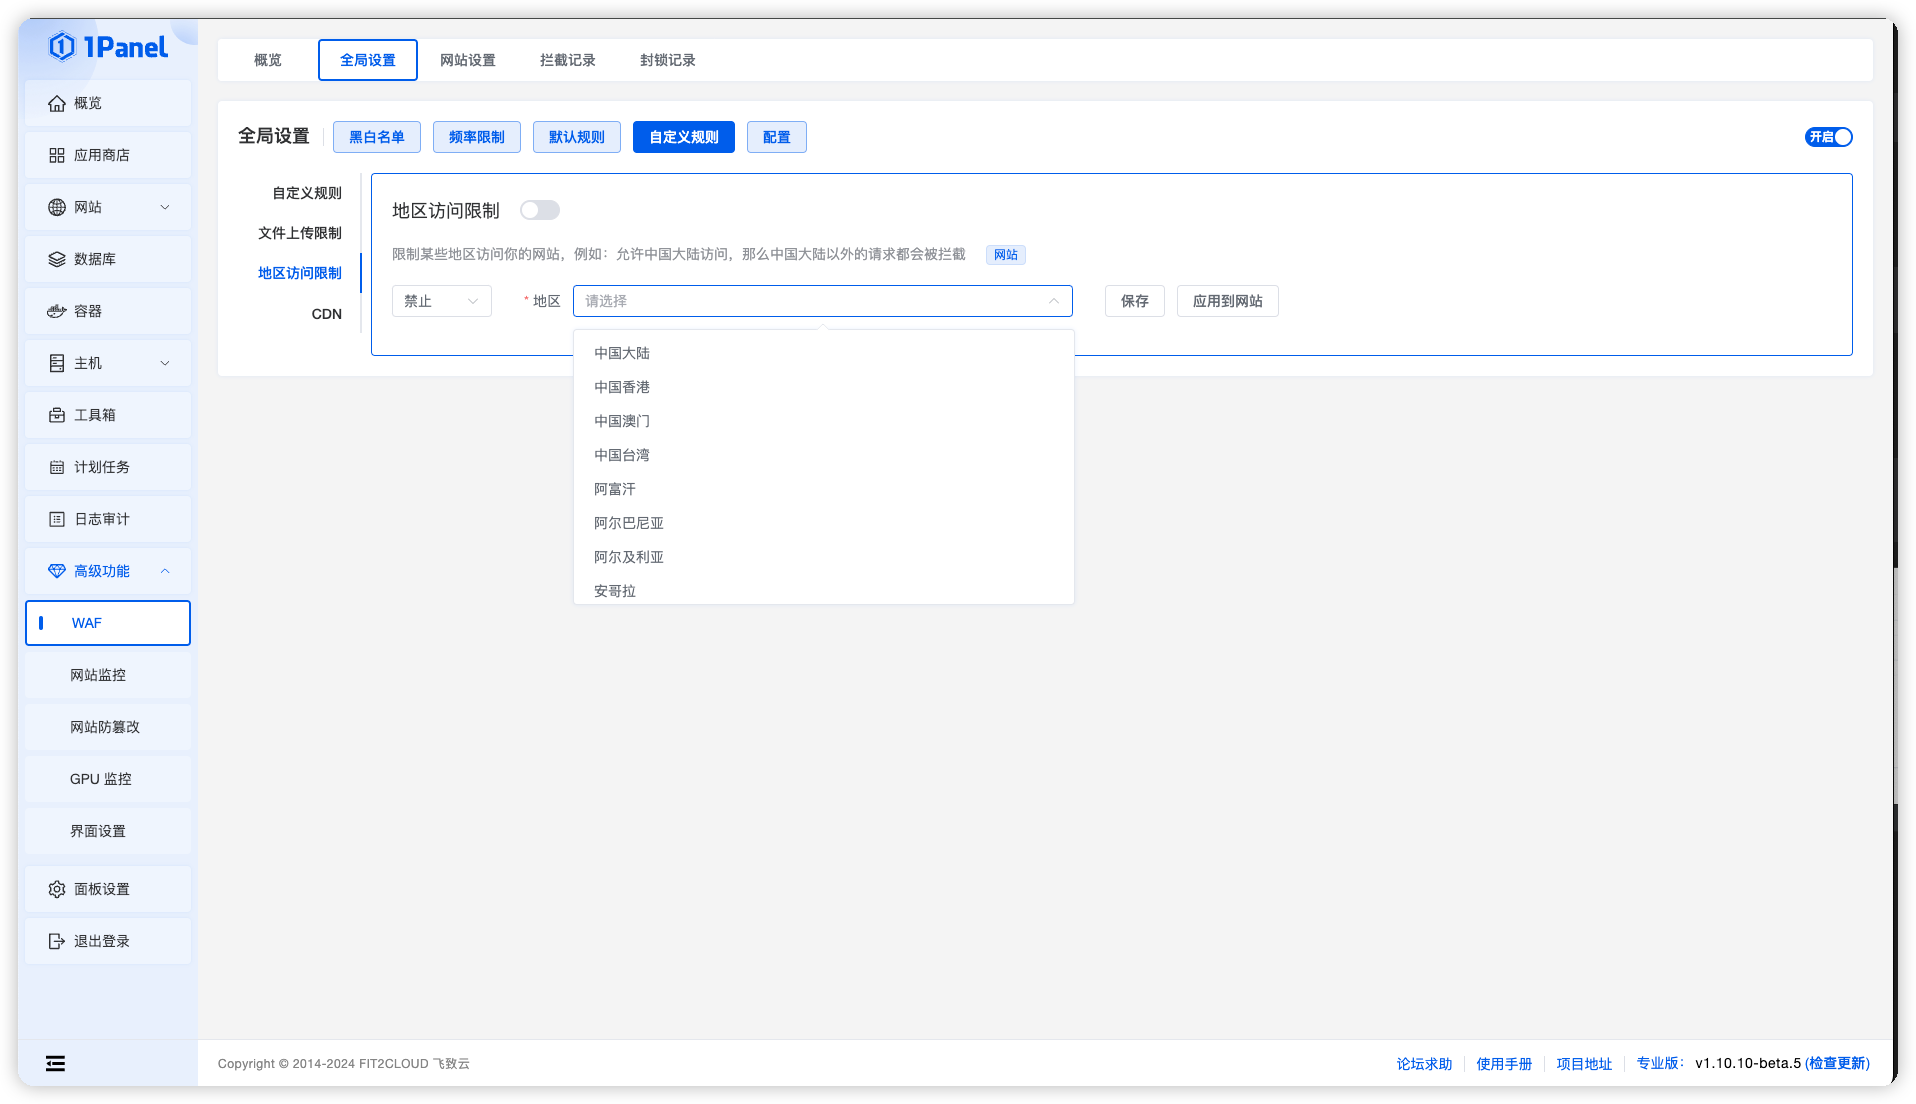 1Panel
概览
应用商店
网站
数据库
容器
主机
工具箱
计划任务
日志审计
高级功能
WAF
网站监控
网站防篡改
GPU 监控
界面设置
面板设置
退出登录
概览
全局设置
网站设置
拦截记录
封锁记录
全局设置
黑白名单
频率限制
默认规则
自定义规则
配置
开启
自定义规则
文件上传限制
地区访问限制
CDN
地区访问限制
限制某些地区访问你的网站，例如：允许中国大陆访问，那么中国大陆以外的请求都会被拦截
网站
禁止
* 地区
请选择
保存
应用到网站
中国大陆
中国香港
中国澳门
中国台湾
阿富汗
阿尔巴尼亚
阿尔及利亚
安哥拉
Copyright © 2014-2024 FIT2CLOUD 飞致云
论坛求助
使用手册
项目地址
专业版： v1.10.10-beta.5 (检查更新)